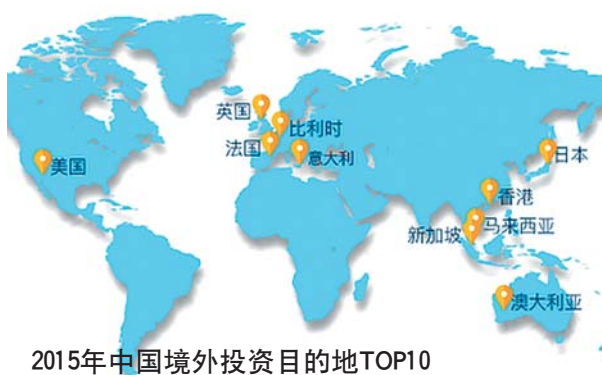 英国
比利时
法国
意大利
美国
日本
香港
马来西亚
新加坡
澳大利亚
2015年中国境外投资目的地TOP10